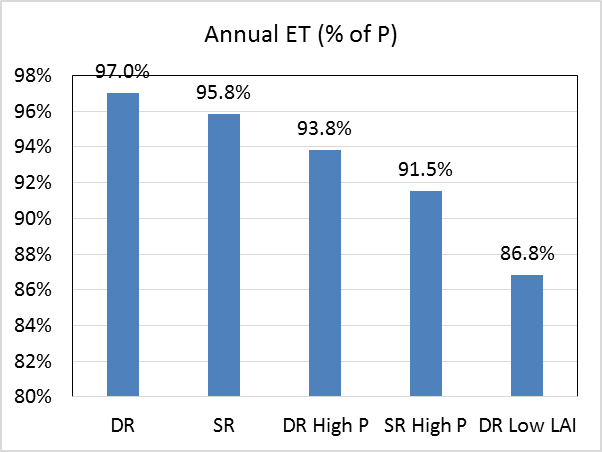 Annual ET (% of P)
98%
96%
94%
92%
90%
88%
86%
84%
82%
80%
97.0%
95.8%
93.8%
91.5%
86.8%
DR
SR
DR High P
SR High P
DR Low LAI